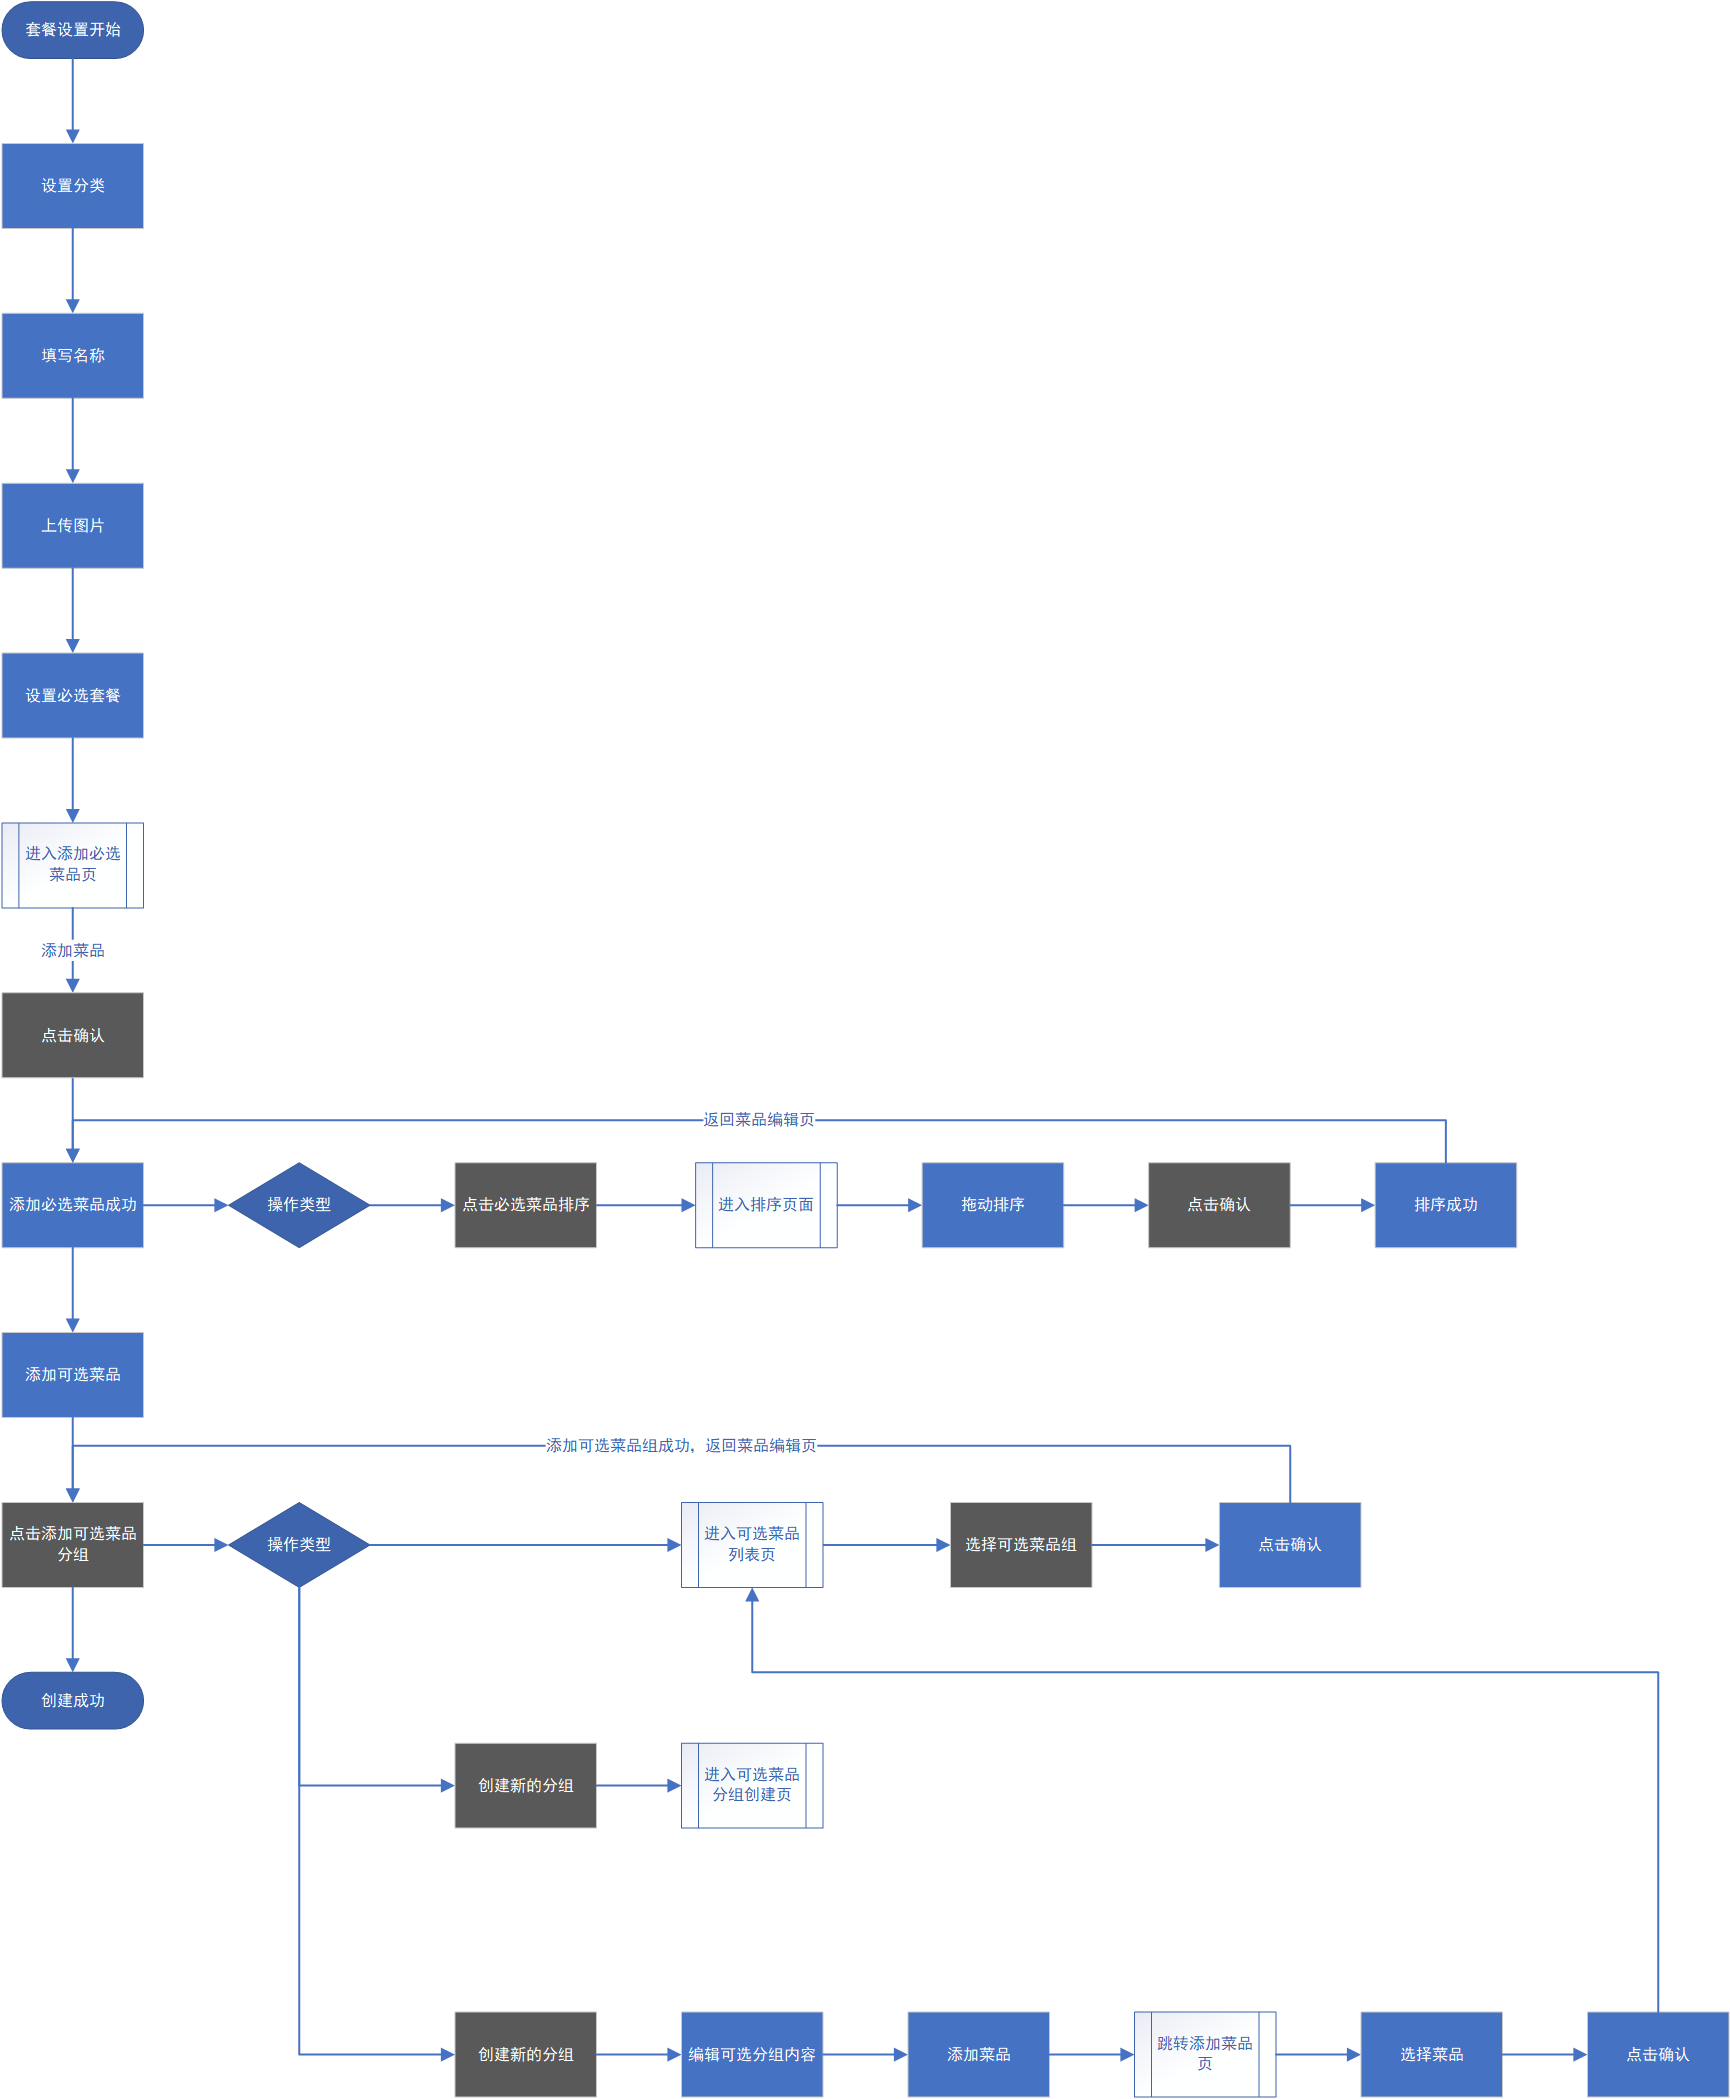 套餐设置开始
设置分类
填写名称
上传图片
设置必选套餐
进入添加必选
菜品页
添加菜品
点击确认
返回菜品编辑页
添加必选菜品成功
操作类型
点击必选菜品排序
进入排序页面
拖动排序
点击确认
排序成功
添加可选菜品
添加可选菜品组成功，返回菜品编辑页
点击添加可选菜品
分组
操作类型
进入可选菜品
列表页
选择可选菜品组
点击确认
创建成功
创建新的分组
进入可选菜品
分组创建页
创建新的分组
编辑可选分组内容
添加菜品
跳转添加菜品
页
选择菜品
点击确认